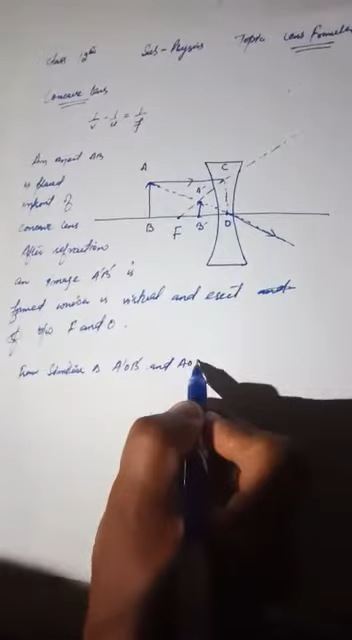 Class 12th Sub - Physics Topic Lens Formula
Concave lens
1/v - 1/u = 1/f
An object AB
is placed
infront of
concave lens
After refraction
an image A'B' is
formed which is virtual and erect
b/w F and O.
From Similar Δ A'OB' and AO
A
C
A'
B
F
B'
O